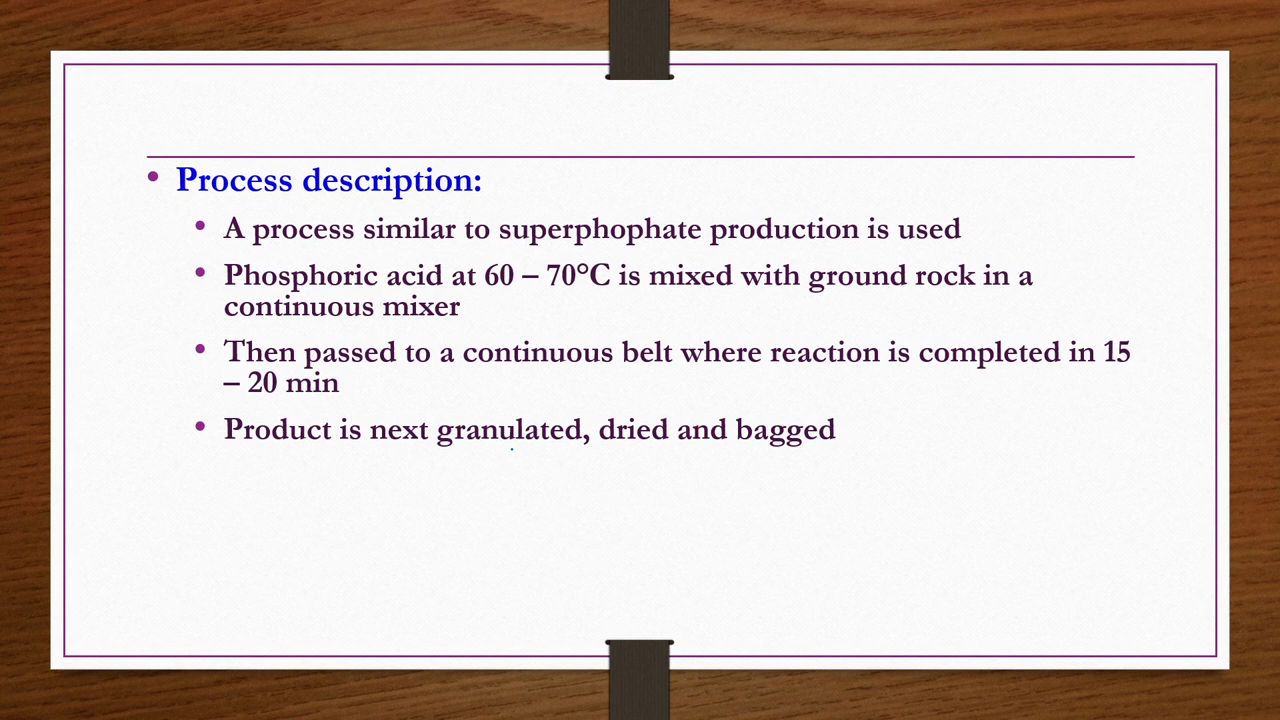 • Process description:
• A process similar to superphophate production is used
• Phosphoric acid at 60 – 70°C is mixed with ground rock in a
continuous mixer
• Then passed to a continuous belt where reaction is completed in 15
– 20 min
• Product is next granulated, dried and bagged